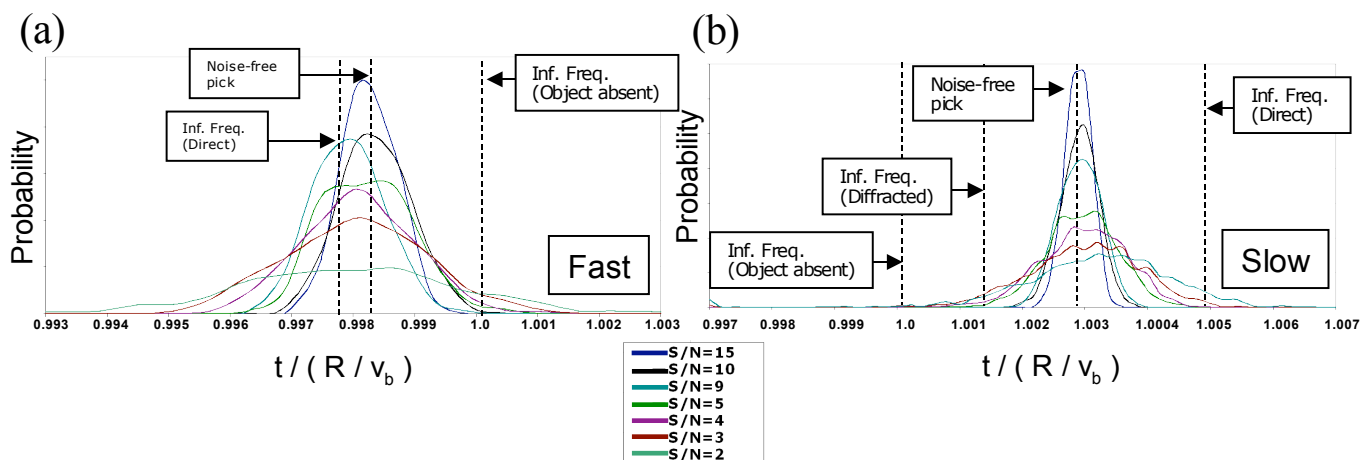 (a)
Noise-free
pick
Inf. Freq.
(Object absent)
Inf. Freq.
(Direct)
Probability
Fast
0.993 0.994 0.995 0.996 0.997 0.998 0.999 1.0 1.001 1.002 1.003
t / ( R / vb )
(b)
Noise-free
pick
Inf. Freq.
(Direct)
Inf. Freq.
(Diffracted)
Inf. Freq.
(Object absent)
Probability
Slow
0.997 0.998 0.999 1.0 1.001 1.002 1.003 1.0004 1.005 1.006 1.007
t / ( R / vb )
S/N=15
S/N=10
S/N=9
S/N=5
S/N=4
S/N=3
S/N=2